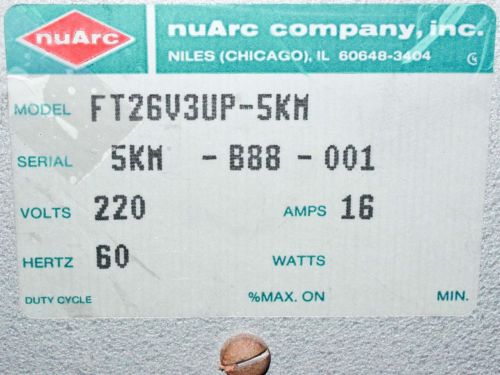 nuArc nuArc company, inc.
NILES (CHICAGO), IL 60648-3404
MODEL FT26V3UP-5KM
SERIAL 5KM - B88 - 001
VOLTS 220 AMPS 16
HERTZ 60 WATTS
DUTY CYCLE %MAX. ON MIN.